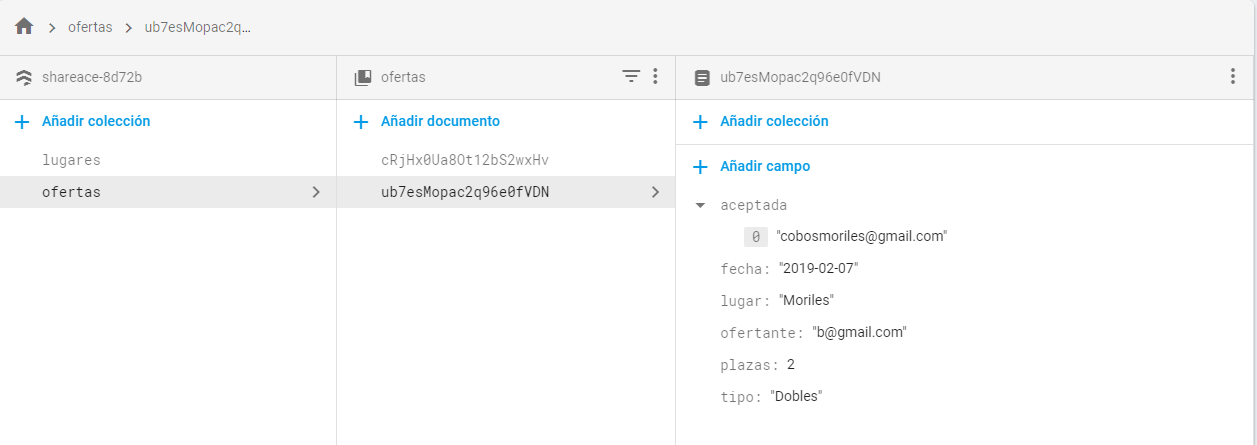 ofertas ub7esMopac2q...
shareace-8d72b
Añadir colección
lugares
ofertas
ofertas
Añadir documento
cRjHx0Ua8Ot12bS2wxHv
ub7esMopac2q96e0fVDN
ub7esMopac2q96e0fVDN
Añadir colección
Añadir campo
aceptada
0 "cobosmoriles@gmail.com"
fecha: "2019-02-07"
lugar: "Moriles"
ofertante: "b@gmail.com"
plazas: 2
tipo: "Dobles"